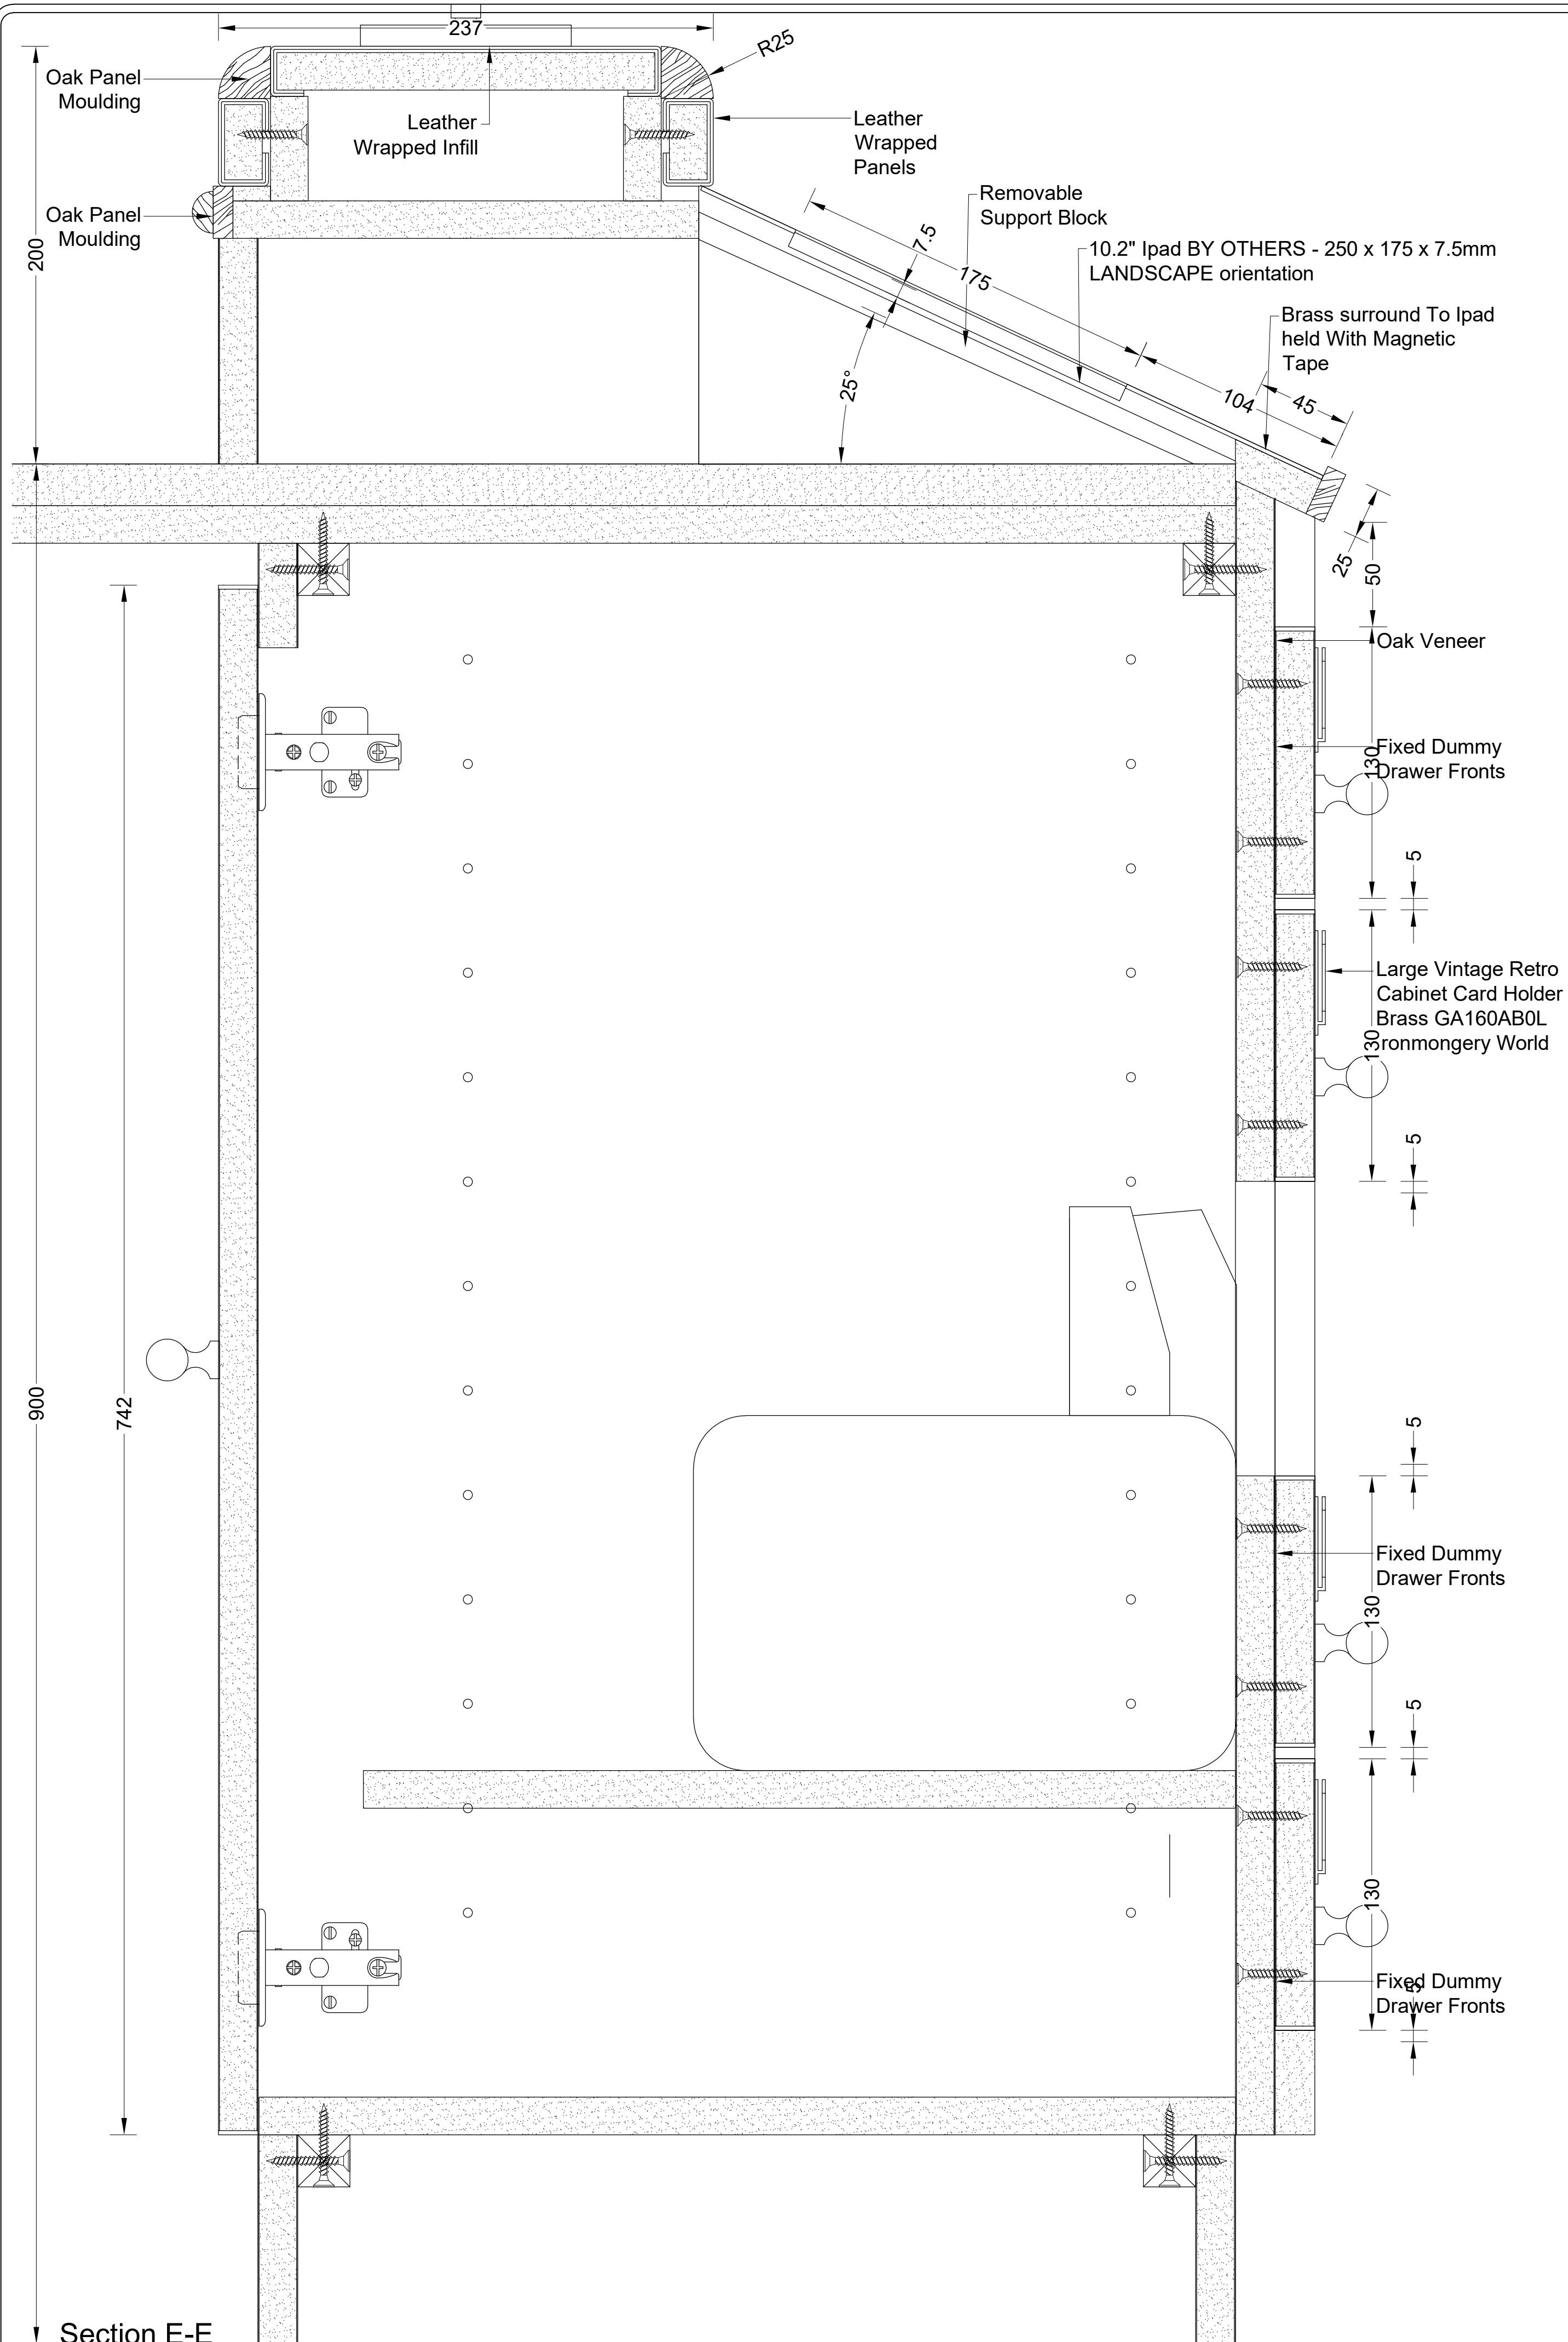 237
R25
Oak Panel
Moulding
Leather
Wrapped Infill
Leather
Wrapped
Panels
Removable
Support Block
Oak Panel
Moulding
200
7.5
175
10.2" Ipad BY OTHERS - 250 x 175 x 7.5mm
LANDSCAPE orientation
Brass surround To Ipad
held With Magnetic
Tape
25°
104
45
25
50
Oak Veneer
Fixed Dummy
Drawer Fronts
130
5
Large Vintage Retro
Cabinet Card Holder
Brass GA160AB0L
ronmongery World
130
5
900
742
5
Fixed Dummy
Drawer Fronts
130
5
130
Fixed Dummy
Drawer Fronts
5
Section E-E